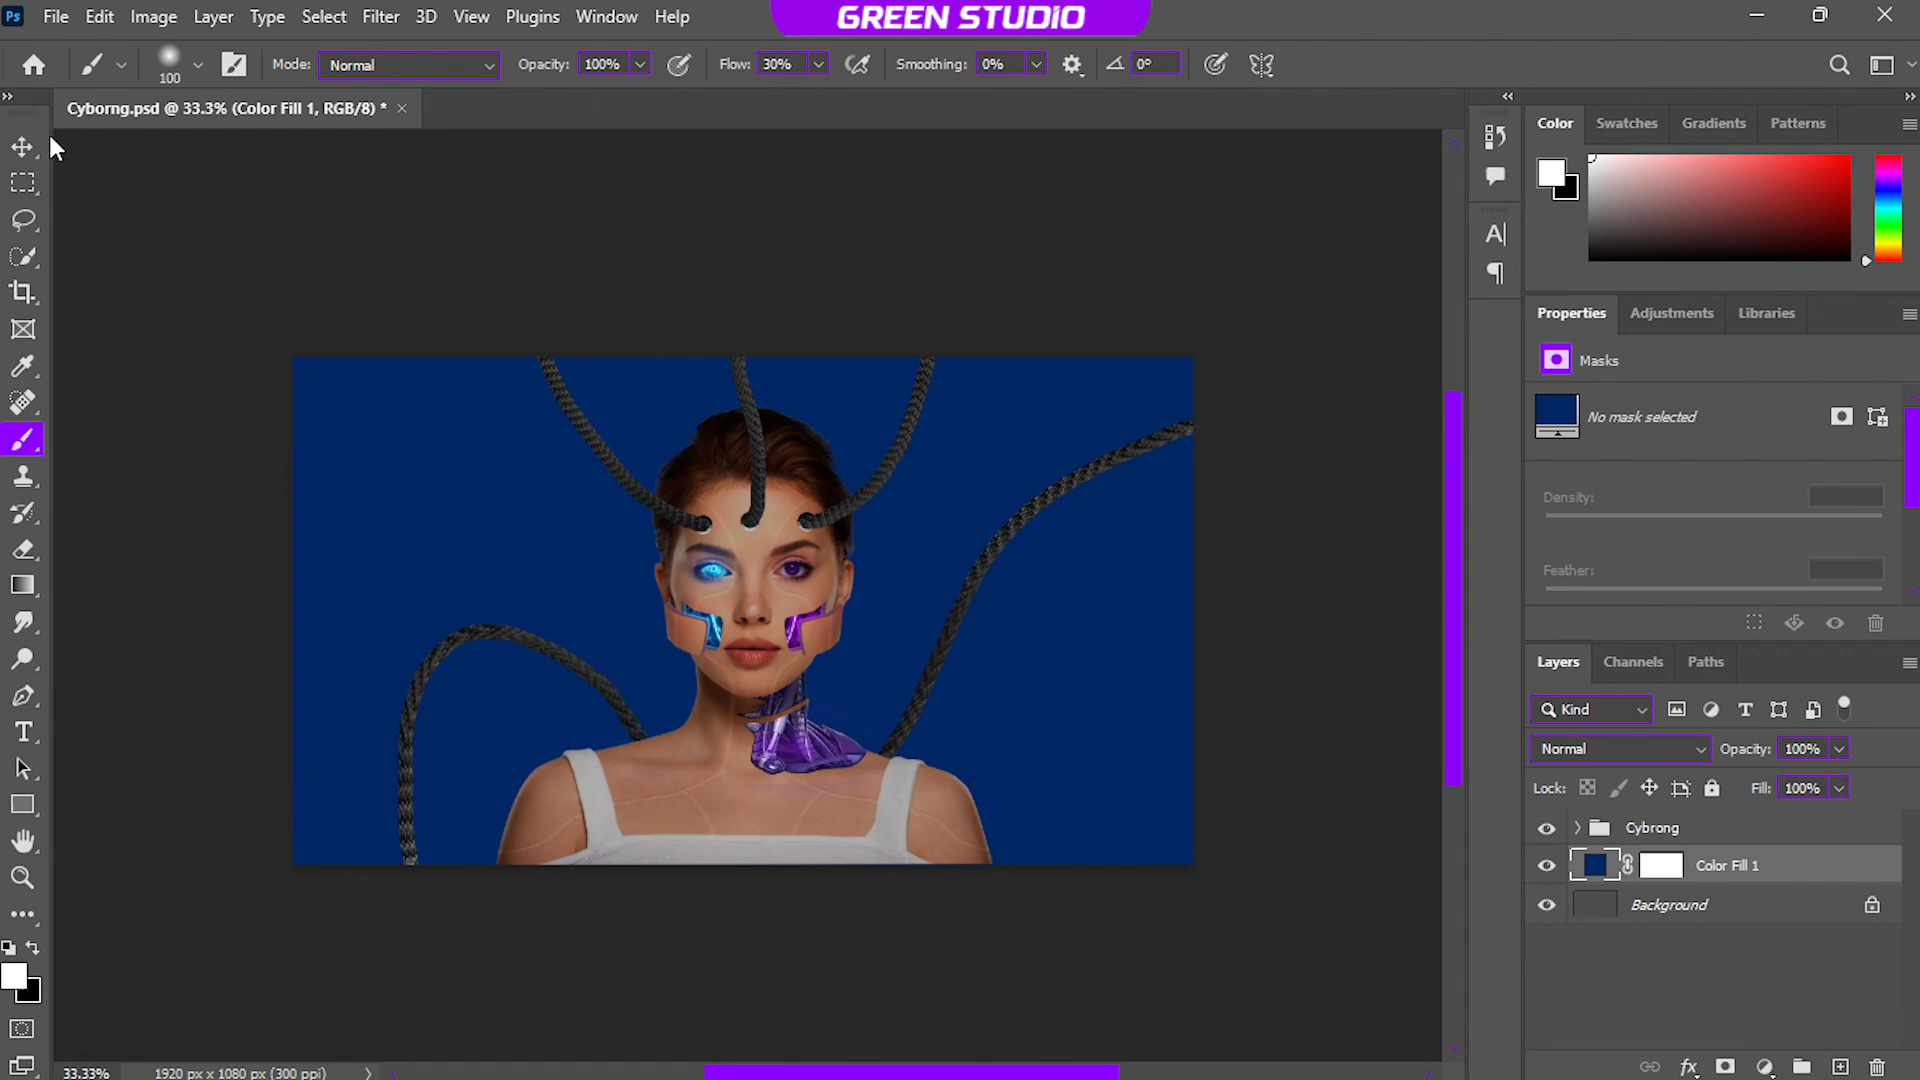 Ps File Edit Image Layer Type Select Filter 3D View Plugins Window Help
GREEN STUDIO
100 Mode: Normal Opacity: 100% Flow: 30% Smoothing: 0% 0°
Cyborng.psd @ 33.3% (Color Fill 1, RGB/8) *
Color Swatches Gradients Patterns
Properties Adjustments Libraries
Masks
No mask selected
Density:
Feather:
Layers Channels Paths
Kind
Normal Opacity: 100%
Lock: Fill: 100%
Cybrong
Color Fill 1
Background
33.33% 1920 px x 1080 px (300 ppi)